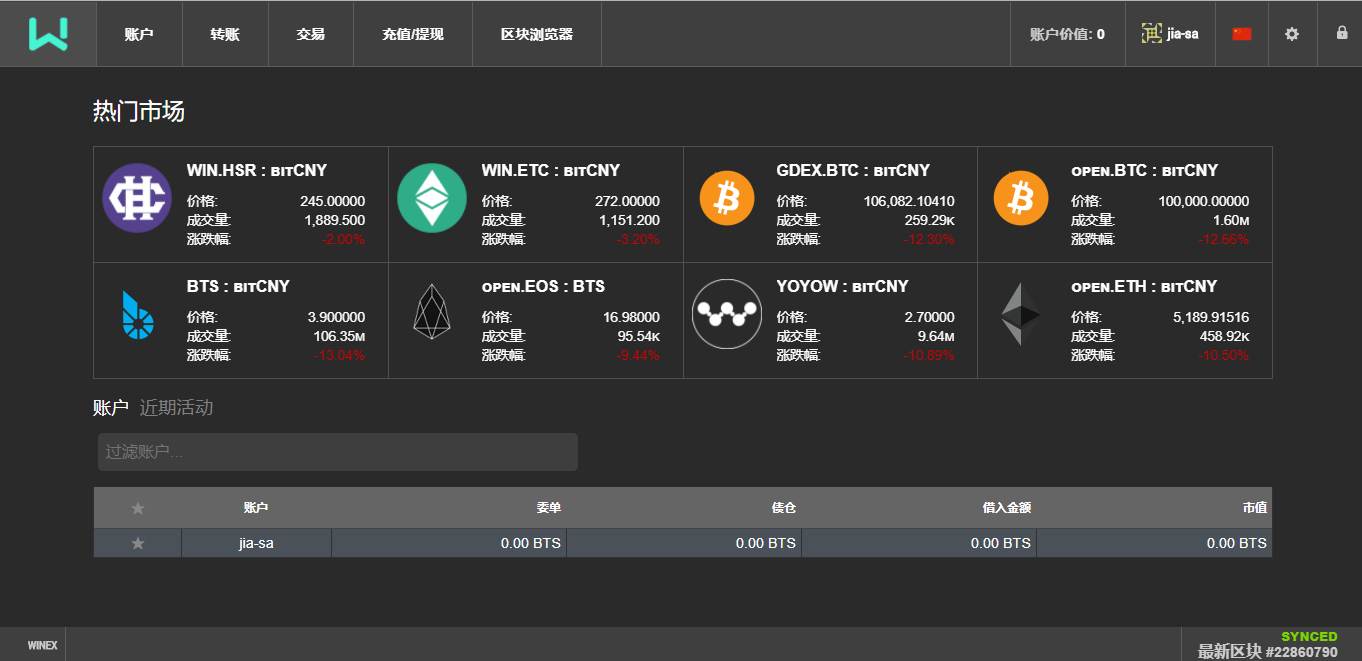 账户 转账 交易 充值/提现 区块浏览器 账户价值: 0 jia-sa
热门市场
WIN.HSR : BITCNY
价格: 245.00000
成交量: 1,889.500
涨跌幅: -2.00%
WIN.ETC : BITCNY
价格: 272.00000
成交量: 1,151.200
涨跌幅: -3.20%
GDEX.BTC : BITCNY
价格: 106,082.10410
成交量: 259.29K
涨跌幅: -12.30%
OPEN.BTC : BITCNY
价格: 100,000.00000
成交量: 1.60M
涨跌幅: -12.66%
BTS : BITCNY
价格: 3.900000
成交量: 106.35M
涨跌幅: -13.04%
OPEN.EOS : BTS
价格: 16.98000
成交量: 95.54K
涨跌幅: -9.44%
YOYOW : BITCNY
价格: 2.70000
成交量: 9.64M
涨跌幅: -10.89%
OPEN.ETH : BITCNY
价格: 5,189.91516
成交量: 458.92K
涨跌幅: -10.50%
账户 近期活动
过滤账户...
★ 账户 委单 债仓 借入金额 市值
★ jia-sa 0.00 BTS 0.00 BTS 0.00 BTS 0.00 BTS
WINEX
SYNCED
最新区块 #22860790